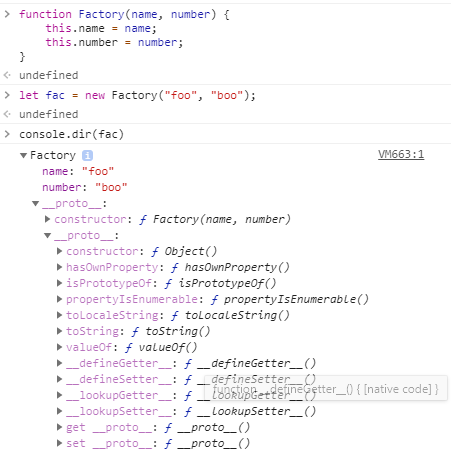 function Factory(name, number) {
this.name = name;
this.number = number;
}
undefined
let fac = new Factory("foo", "boo");
undefined
console.dir(fac)
VM663:1
Factory i
name: "foo"
number: "boo"
__proto__:
constructor: ƒ Factory(name, number)
__proto__:
constructor: ƒ Object()
hasOwnProperty: ƒ hasOwnProperty()
isPrototypeOf: ƒ isPrototypeOf()
propertyIsEnumerable: ƒ propertyIsEnumerable()
toLocaleString: ƒ toLocaleString()
toString: ƒ toString()
valueOf: ƒ valueOf()
__defineGetter__: ƒ __defineGetter__()
__defineSetter__: ƒ __defineSetter__()
function __defineGetter__() { [native code] }
__lookupGetter__: ƒ __lookupGetter__()
__lookupSetter__: ƒ __lookupSetter__()
get __proto__: ƒ __proto__()
set __proto__: ƒ __proto__()